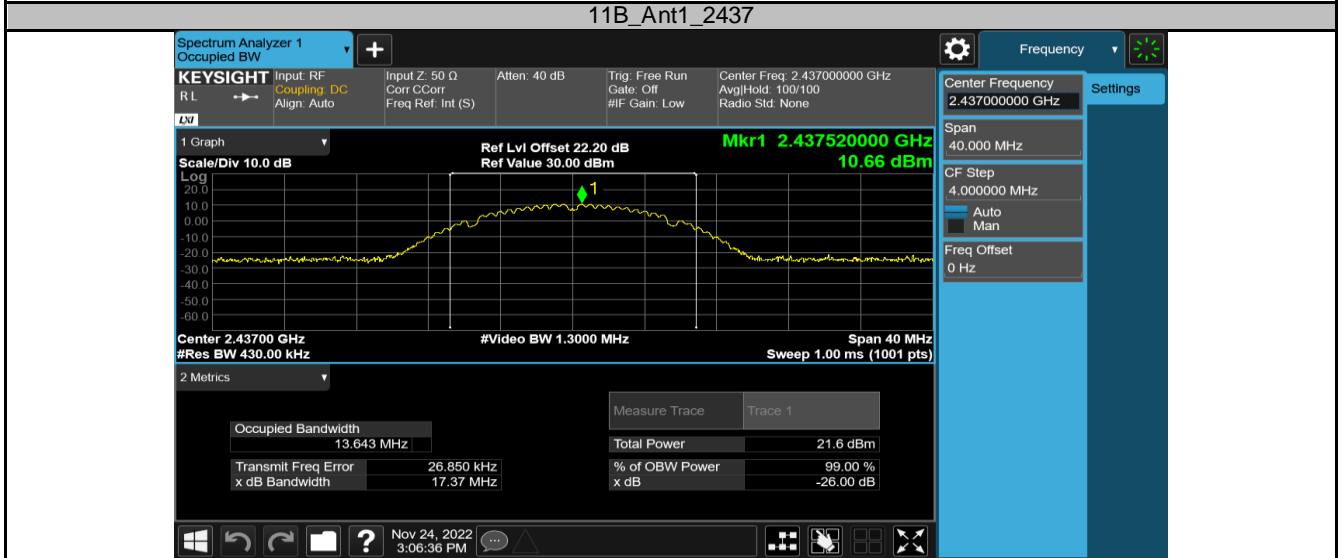 11B_Ant1_2437
Spectrum Analyzer 1
Occupied BW
Frequency
KEYSIGHT
RL
LXI
Input: RF
Coupling: DC
Align: Auto
Input Z: 50 Ω
Corr CCorr
Freq Ref: Int (S)
Atten: 40 dB
Trig: Free Run
Gate: Off
#IF Gain: Low
Center Freq: 2.437000000 GHz
Avg|Hold: 100/100
Radio Std: None
Center Frequency
2.437000000 GHz
Settings
Span
40.000 MHz
CF Step
4.000000 MHz
Auto
Man
Freq Offset
0 Hz
1 Graph
Scale/Div 10.0 dB
Ref Lvl Offset 22.20 dB
Ref Value 30.00 dBm
Mkr1 2.437520000 GHz
10.66 dBm
Log
20.0
10.0
0.00
-10.0
-20.0
-30.0
-40.0
-50.0
-60.0
1
Center 2.43700 GHz
#Res BW 430.00 kHz
#Video BW 1.3000 MHz
Span 40 MHz
Sweep 1.00 ms (1001 pts)
2 Metrics
Measure Trace Trace 1
Occupied Bandwidth
13.643 MHz
Total Power 21.6 dBm
Transmit Freq Error 26.850 kHz
% of OBW Power 99.00 %
x dB Bandwidth 17.37 MHz
x dB -26.00 dB
Nov 24, 2022
3:06:36 PM